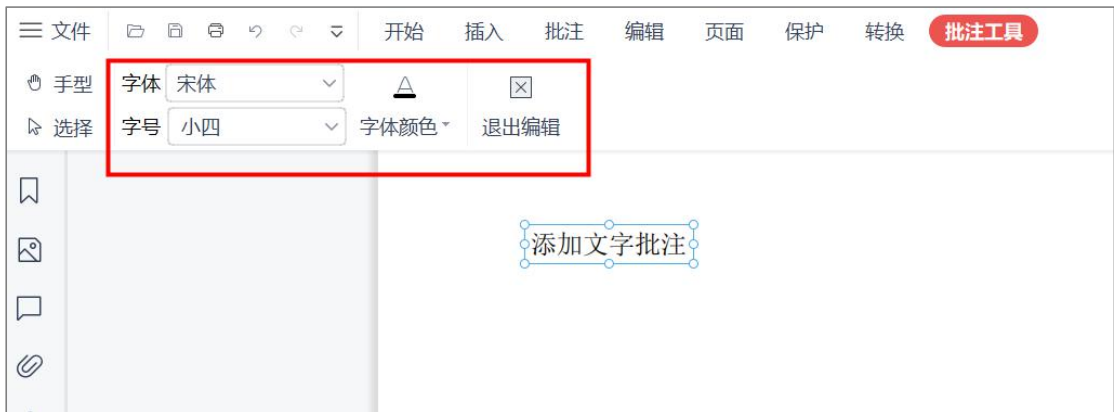 文件 开始 插入 批注 编辑 页面 保护 转换 批注工具
手型 字体 宋体
选择 字号 小四 字体颜色 退出编辑
添加文字批注